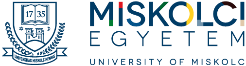 17 35
MISKOLCI
EGYETEM
UNIVERSITY OF MISKOLC